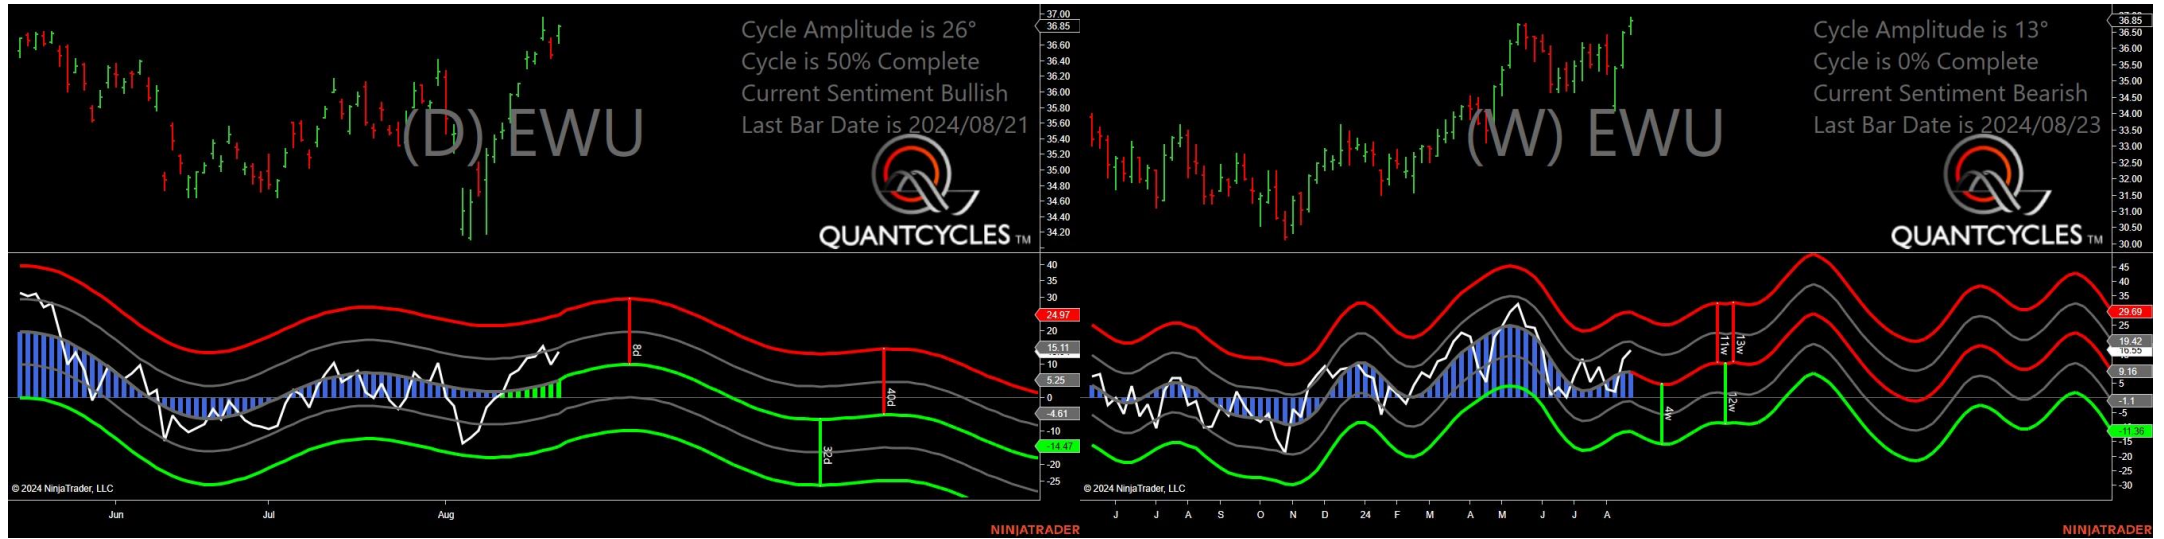 Cycle Amplitude is 26°
Cycle is 50% Complete
Current Sentiment Bullish
Last Bar Date is 2024/08/21
(D) EWU
QUANTCYCLES TM
37.00
36.85
36.60
36.40
36.20
36.00
35.80
35.60
35.40
35.20
35.00
34.80
34.60
34.40
34.20
40
35
30
24.97
20
15.11
10
5.25
0
-4.61
-10
-14.47
-20
-25
8d
40d
32d
© 2024 NinjaTrader, LLC
Jun
Jul
Aug
NINJATRADER
Cycle Amplitude is 13°
Cycle is 0% Complete
Current Sentiment Bearish
Last Bar Date is 2024/08/23
(W) EWU
QUANTCYCLES TM
36.85
36.50
36.00
35.50
35.00
34.50
34.00
33.50
33.00
32.50
32.00
31.50
31.00
30.50
30.00
45
40
35
29.69
25
19.42
16.55
9.16
5
-1.1
-5
-11.36
-15
-20
-25
-30
11w
13w
4w
12w
© 2024 NinjaTrader, LLC
J J A S O N D 24 F M A M J J A
NINJATRADER